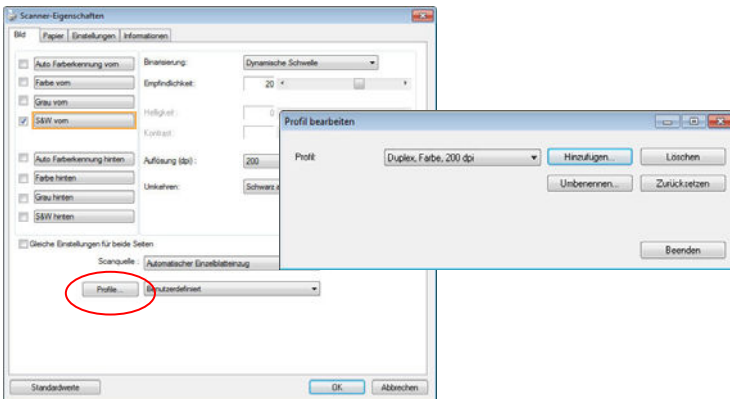 Scanner-Eigenschaften
Bild Papier Einstellungen Informationen
Auto Farberkennung vorn
Farbe vorn
Grau vorn
S&W vorn
Auto Farberkennung hinten
Farbe hinten
Grau hinten
S&W hinten
Binarisierung: Dynamische Schwelle
Empfindlichkeit: 20
Helligkeit: 0
Kontrast:
Auflösung (dpi) : 200
Umkehren: Schwarz a
Gleiche Einstellungen für beide Seiten
Scanquelle : Automatischer Einzelblatteinzug
Profile... Benutzerdefiniert
Standardwerte OK Abbrechen
Profil bearbeiten
Profil: Duplex, Farbe, 200 dpi Hinzufügen... Löschen
Umbenennen... Zurücksetzen
Beenden